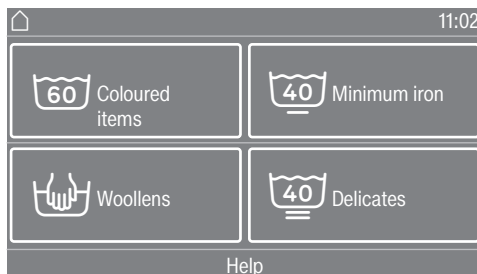 11:02
60 Coloured
items
40 Minimum iron
Woollens
40 Delicates
Help